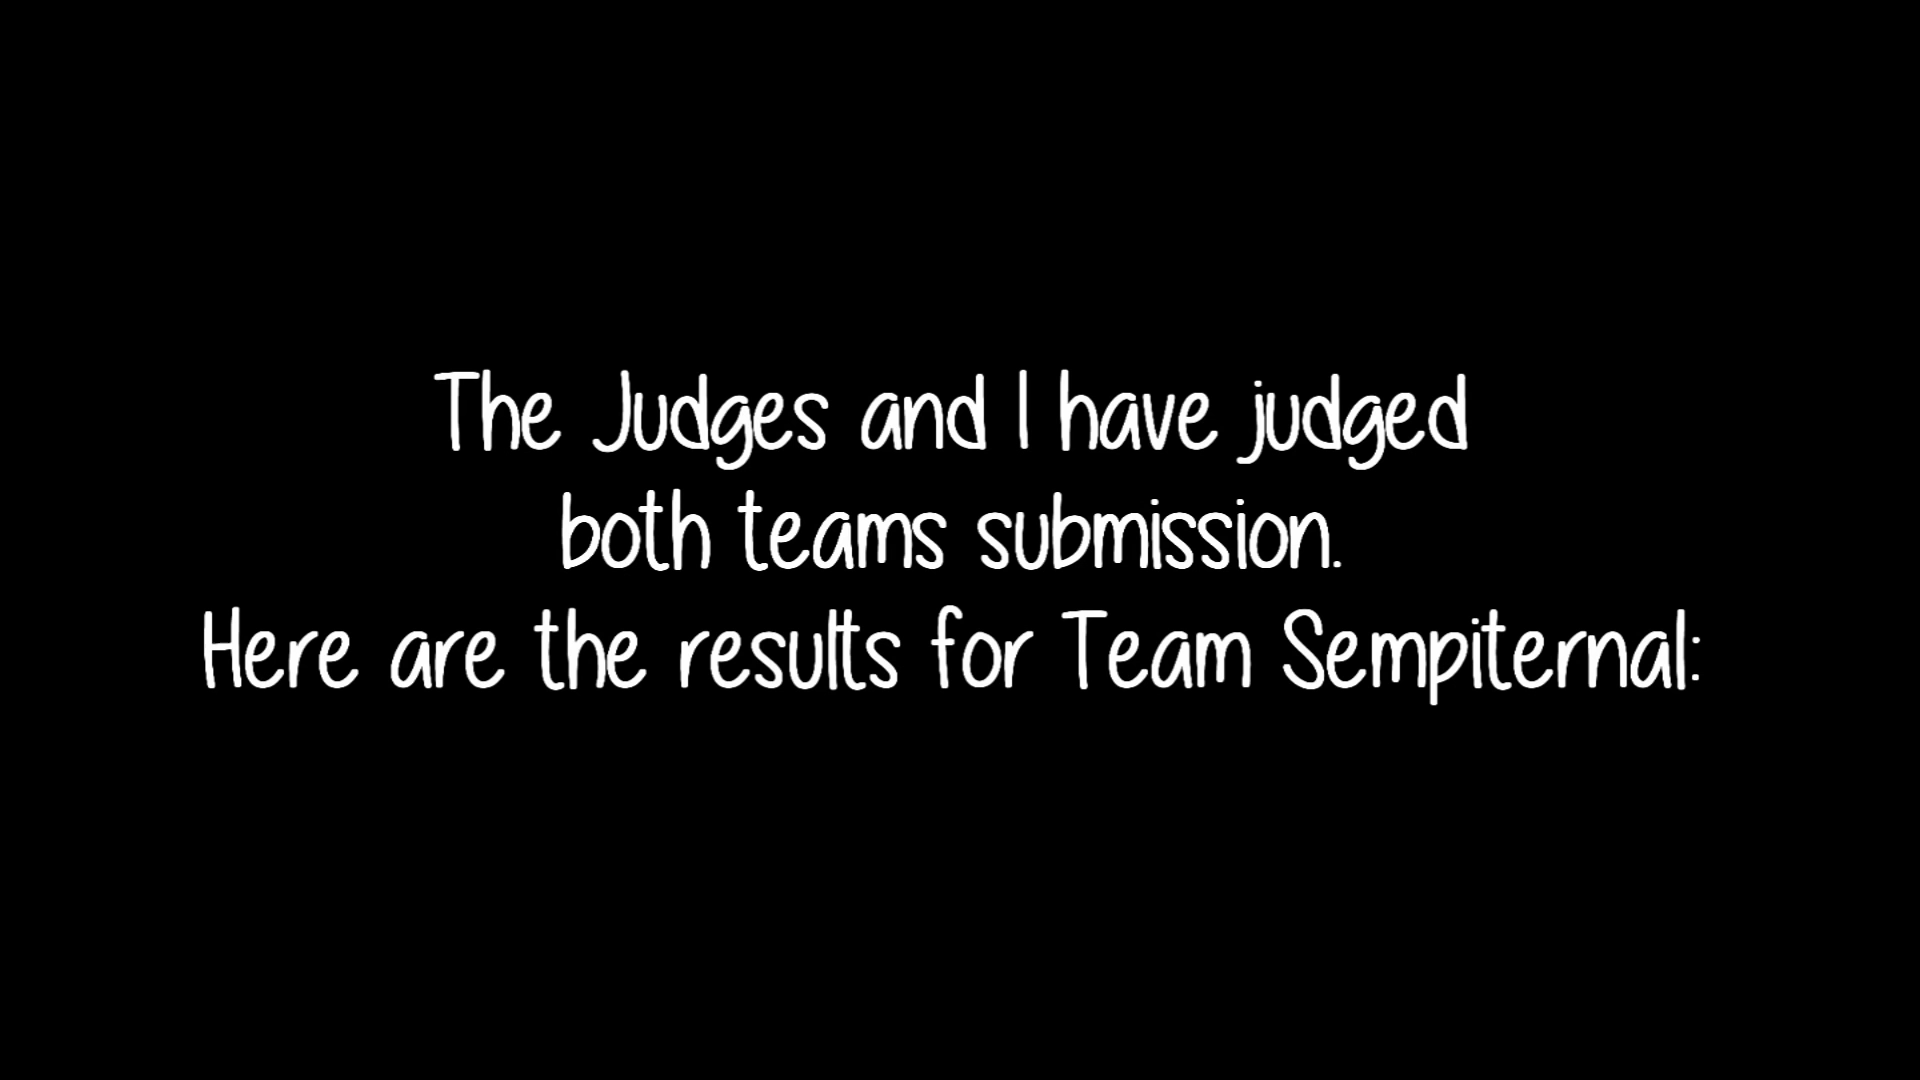 The Judges and I have judged
both teams submission.
Here are the results for Team Sempiternal: